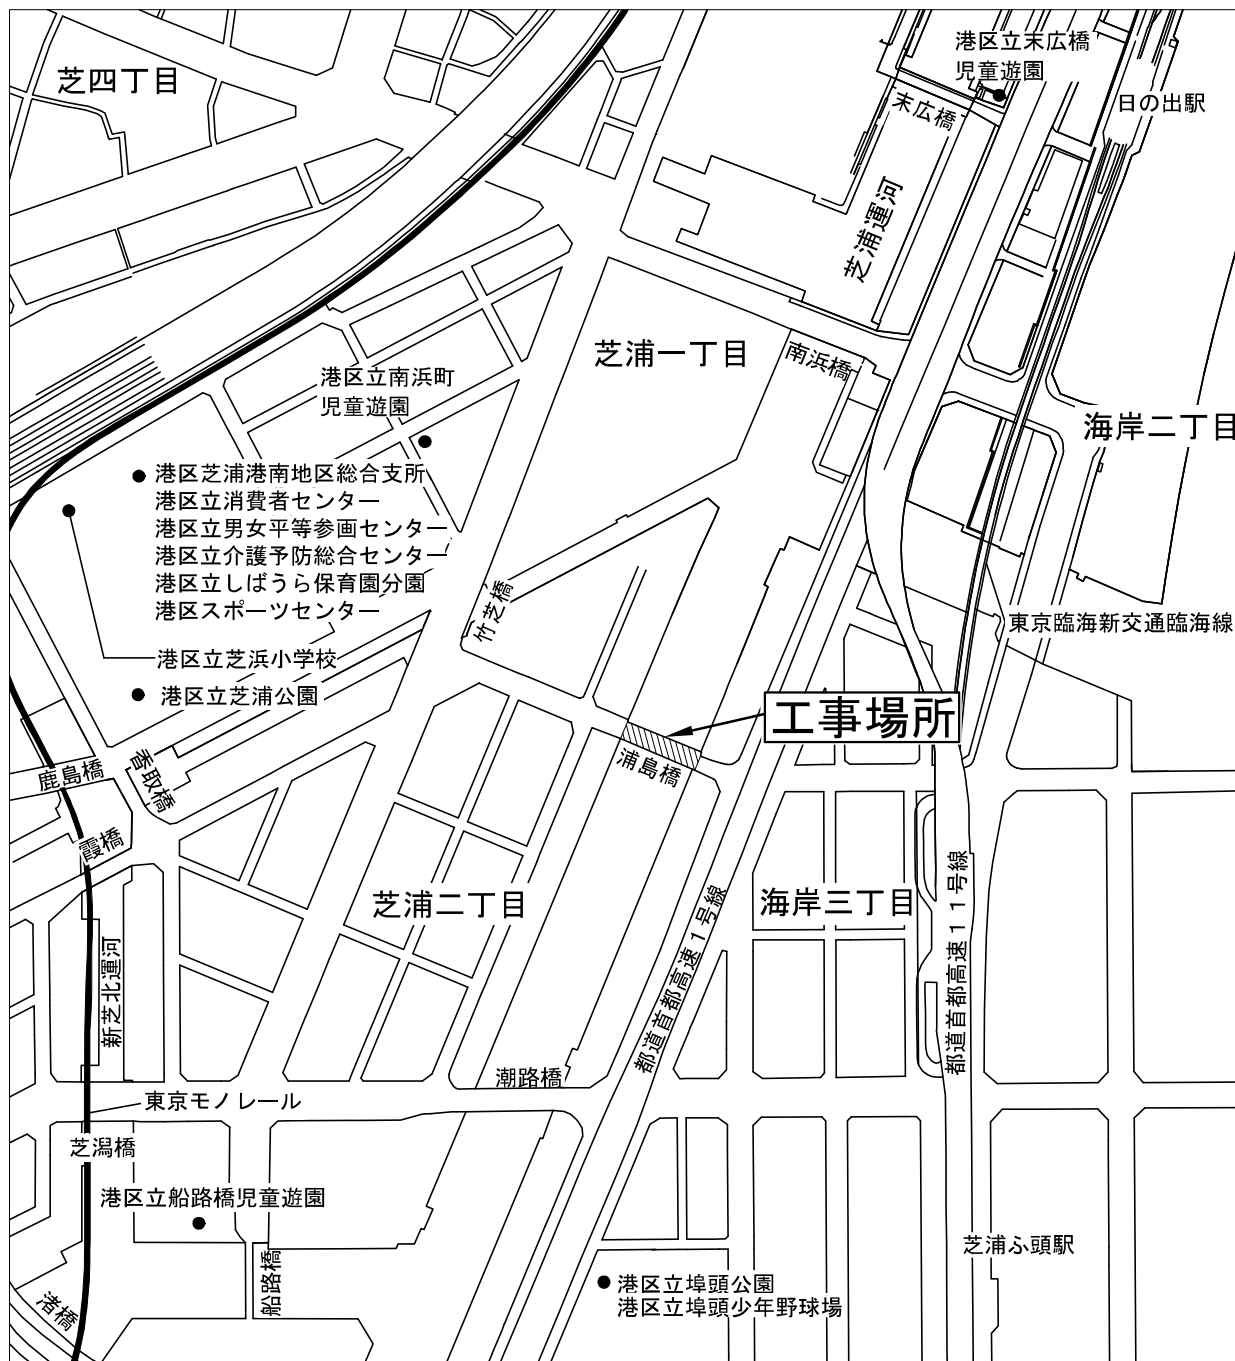 港区立末広橋
児童遊園
芝四丁目
日の出駅
末広橋
芝浦運河
芝浦一丁目
南浜橋
港区立南浜町
児童遊園
海岸二丁目
港区芝浦港南地区総合支所
港区立消費者センター
港区立男女平等参画センター
港区立介護予防総合センター
港区立しばうら保育園分園
港区スポーツセンター
竹芝橋
東京臨海新交通臨海線
港区立芝浜小学校
港区立芝浦公園
工事場所
浦島橋
鹿島橋
香取橋
霞橋
芝浦二丁目
海岸三丁目
都道首都高速1号線
都道首都高速11号線
新芝北運河
潮路橋
東京モノレール
芝潟橋
港区立船路橋児童遊園
芝浦ふ頭駅
船路橋
港区立埠頭公園
港区立埠頭少年野球場
渚橋